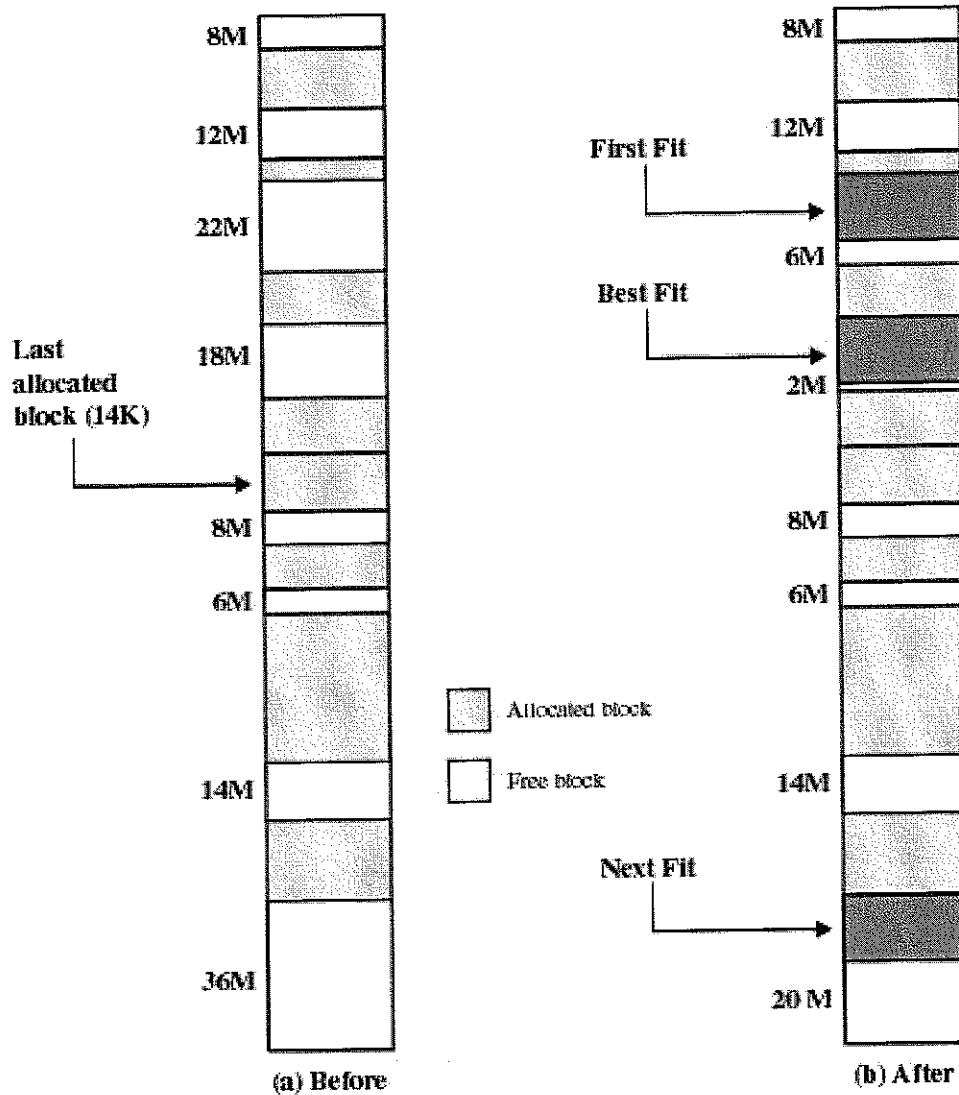 8M
12M
22M
18M
Last
allocated
block (14K)
8M
6M
14M
36M
(a) Before
Allocated block
Free block
8M
12M
First Fit
6M
Best Fit
2M
8M
6M
14M
Next Fit
20 M
(b) After